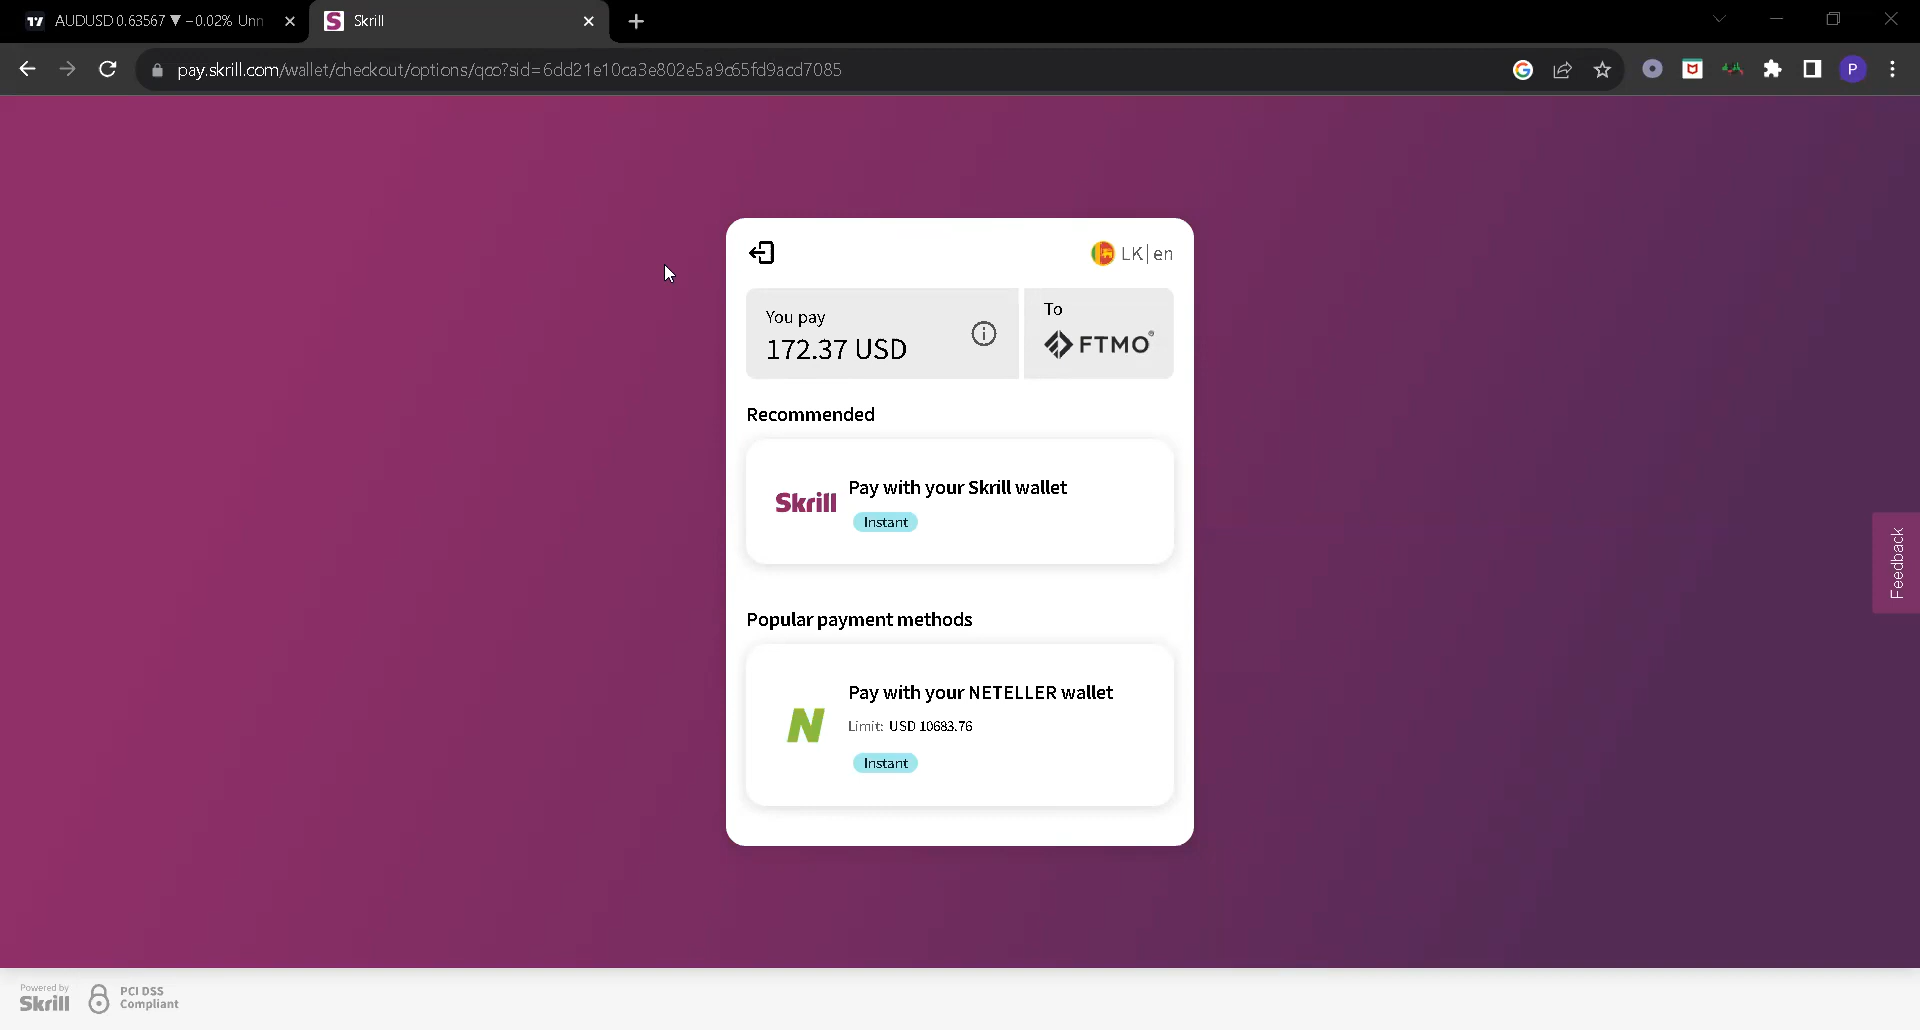 AUDUSD 0.63567 ▼ −0.02% Unn
Skrill
pay.skrill.com/wallet/checkout/options/qco?sid=6dd21e10ca3e802e5a9c65fd9acd7085
P
LK|en
You pay
172.37 USD
To
FTMO®
Recommended
Skrill
Pay with your Skrill wallet
Instant
Popular payment methods
N
Pay with your NETELLER wallet
Limit: USD 10683.76
Instant
Feedback
Powered by
Skrill
PCI DSS
Compliant